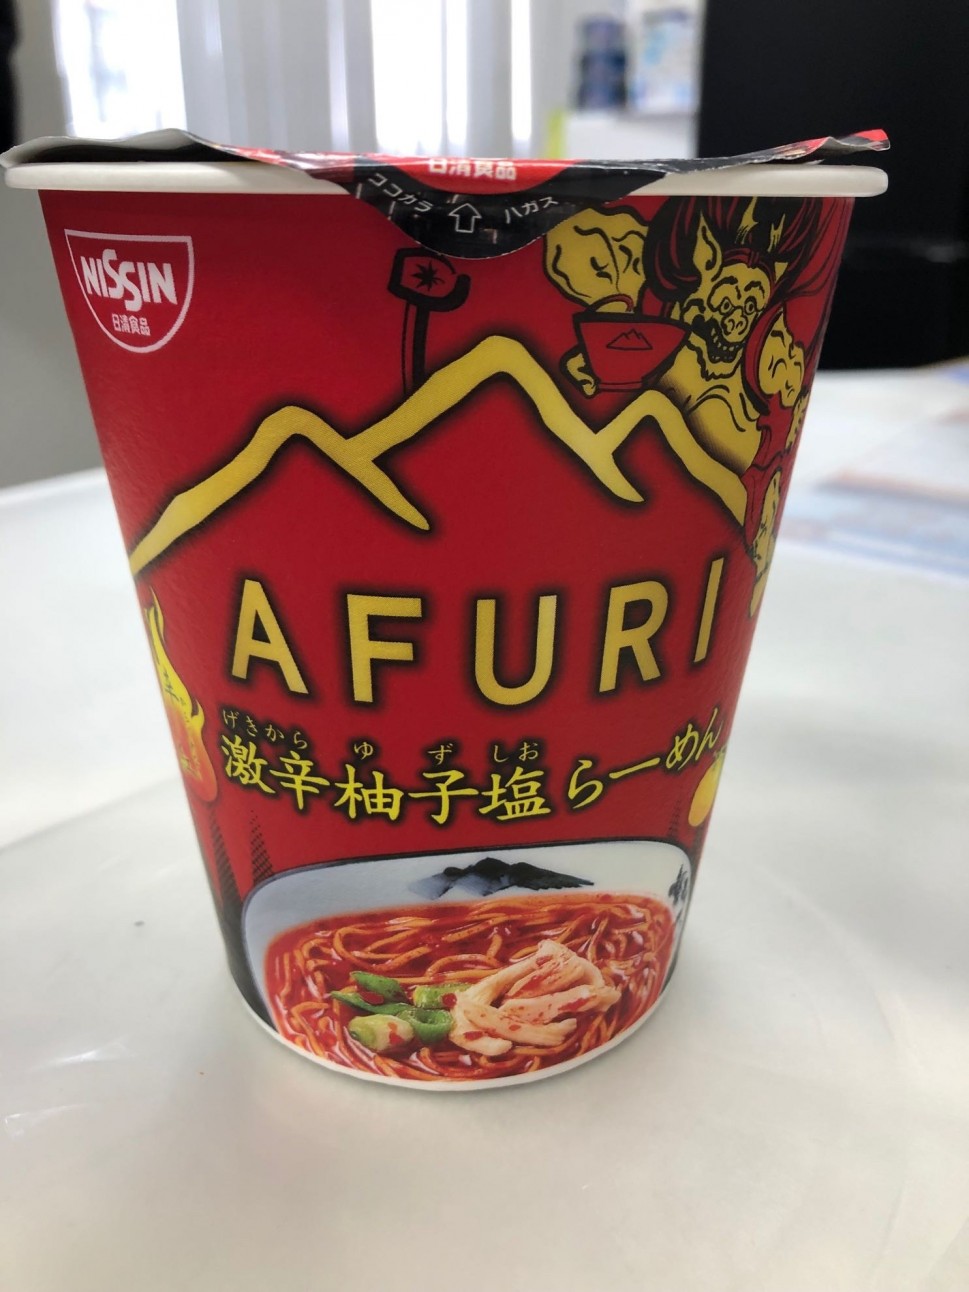 日清食品
ココカラ ハガス
NISSIN
日清食品
AFURI
げきから ゆ ず しお
激辛柚子塩らーめん